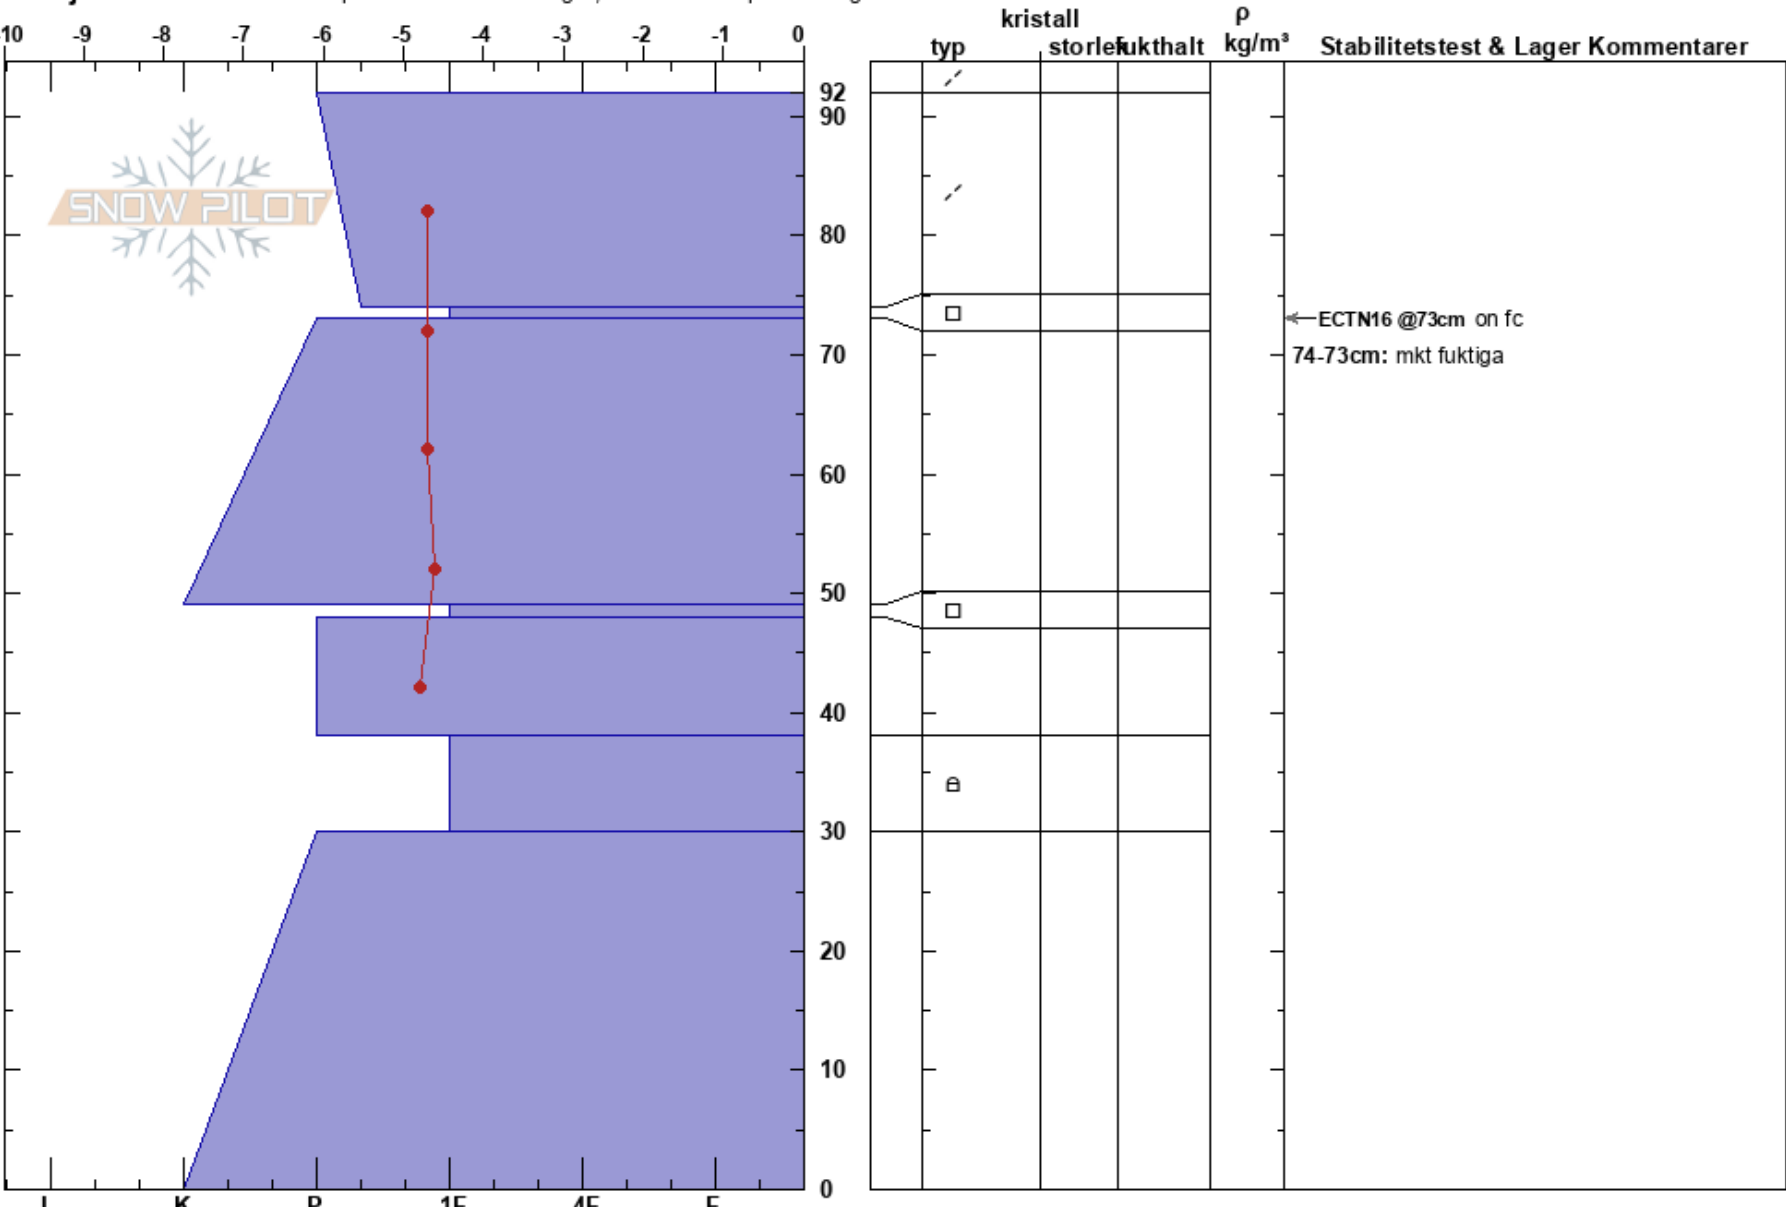 kristall ρ
-10 -9 -8 -7 -6 -5 -4 -3 -2 -1 0 typ storlek fukthalt kg/m³ Stabilitetstest & Lager Kommentarer
92
90
SNOW PILOT
80
ECTN16 @73cm on fc
70 74-73cm: mkt fuktiga
60
50
40
30
20
10
0
I K P 1F 4F F